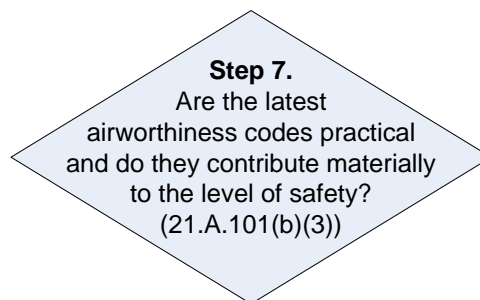 Step 7.
Are the latest
airworthiness codes practical
and do they contribute materially
to the level of safety?
(21.A.101(b)(3))